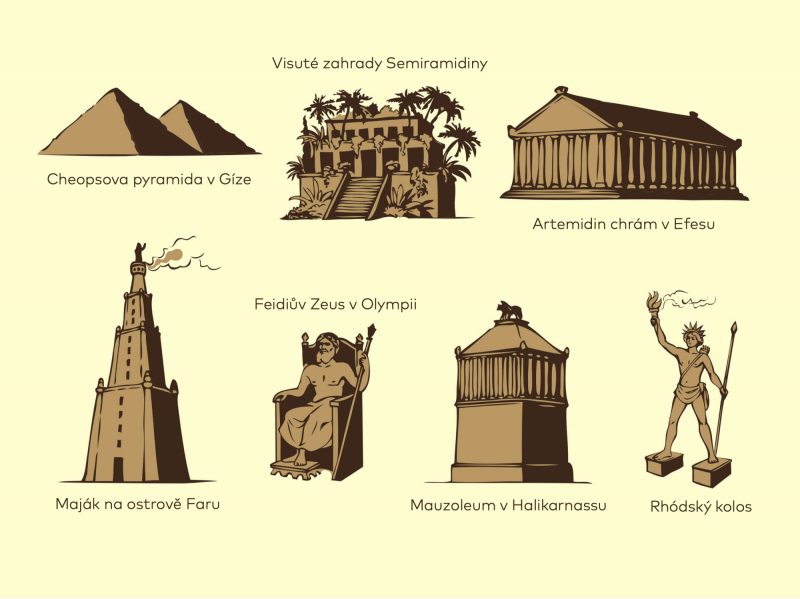 Visuté zahrady Semiramidiny
Cheopsova pyramida v Gíze
Artemidin chrám v Efesu
Feidiův Zeus v Olympii
Maják na ostrově Faru
Mauzoleum v Halikarnassu
Rhódský kolos